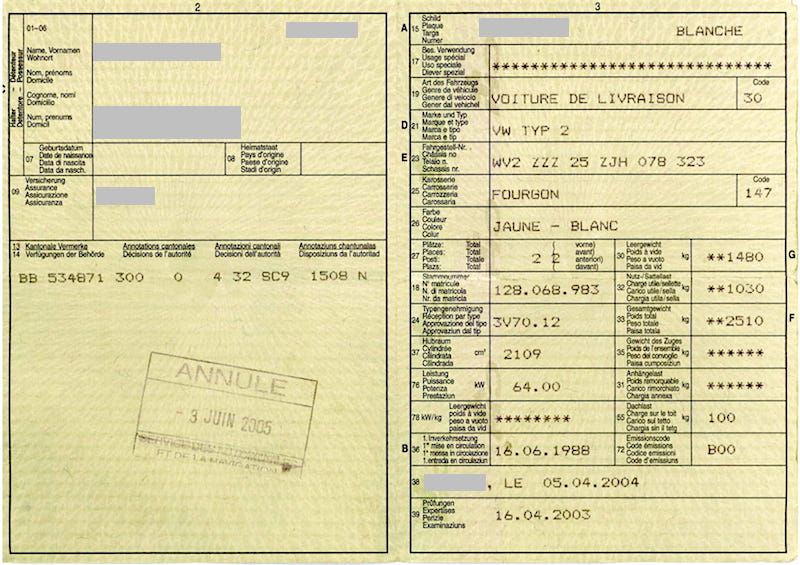 2
01-06
Halter – Détenteur
Detentore – Possessur
Name, Vornamen
Wohnort
Nom, prénoms
Domicile
Cognome, nomi
Domicilio
Num, prenums
Domicil
07 Geburtsdatum
Date de naissance
Data di nascita
Data da nasch.
08 Heimatstaat
Pays d'origine
Paese d'origine
Stadi d'origin
09 Versicherung
Assurance
Assicurazione
Assicuranza
13 Kantonale Vermerke Annotations cantonales Annotazioni cantonali Annotaziuns chantunalas
14 Verfügungen der Behörde Décisions de l'autorité Decisioni dell'autorità Disposiziuns da l'autoritad
BB 534871 300 0 4 32 SC9 1508 N
ANNULE
- 3 JUIN 2005
SERVICE DES AUTOMOBILES
ET DE LA NAVIGATION
3
A 15 Schild
Plaque
Targa
Numer
BLANCHE
17 Bes. Verwendung
Usage spécial
Uso speciale
Diever spezial
******************************
19 Art des Fahrzeugs
Genre de véhicule
Genere di veicolo
Gener dal vehichel
VOITURE DE LIVRAISON
Code
30
D 21 Marke und Typ
Marque et type
Marca e tipo
Marca e tip
VW TYP 2
E 23 Fahrgestell-Nr.
Châssis no
Telaio n.
Schassis nr.
WV2 ZZZ 25 ZJH 078 323
25 Karosserie
Carrosserie
Carrozzeria
Carossaria
FOURGON
Code
147
26 Farbe
Couleur
Colore
Colur
JAUNE - BLANC
27 Plätze: Total
Places: Total
Posti: Totale
Plazs: Total
2 2
vorne)
avant)
anteriori)
davant)
30 Leergewicht
Poids à vide
Peso a vuoto
Paisa da vid
kg
**1480
G
18 Stammnummer
N° matricule
N. di matricola
Nr. da matricla
128.068.983
32 Nutz-/Sattellast
Charge utile/sellette
Carico utile/sella
Chargia utila/sella
kg
**1030
24 Typengenehmigung
Réception par type
Approvazione del tipo
Approvaziun dal tip
3V70.12
33 Gesamtgewicht
Poids total
Peso totale
Paisa totala
kg
**2510
F
37 Hubraum
Cylindrée
Cilindrata
Cilindrada
cm³
2109
35 Gewicht des Zuges
Poids de l'ensemble
Peso del convoglio
Paisa cumposiziun
kg
******
76 Leistung
Puissance
Potenza
Prestaziun
kW
64.00
31 Anhängelast
Poids remorquable
Carico rimorchiato
Chargia annexa
kg
******
78 kW/kg Leergewicht
poids à vide
peso a vuoto
paisa da vid
********
55 Dachlast
Charge sur le toit
Carico sul tetto
Chargia sin il tetg
kg
100
B 36 1. Inverkehrsetzung
1re mise en circulation
1a messa in circolazione
1. entrada en circulaziun
16.06.1988
72 Emissionscode
Code émissions
Codice emissioni
Code d'emissiuns
B00
38
, LE 05.04.2004
39 Prüfungen
Expertises
Perizie
Examinaziuns
16.04.2003